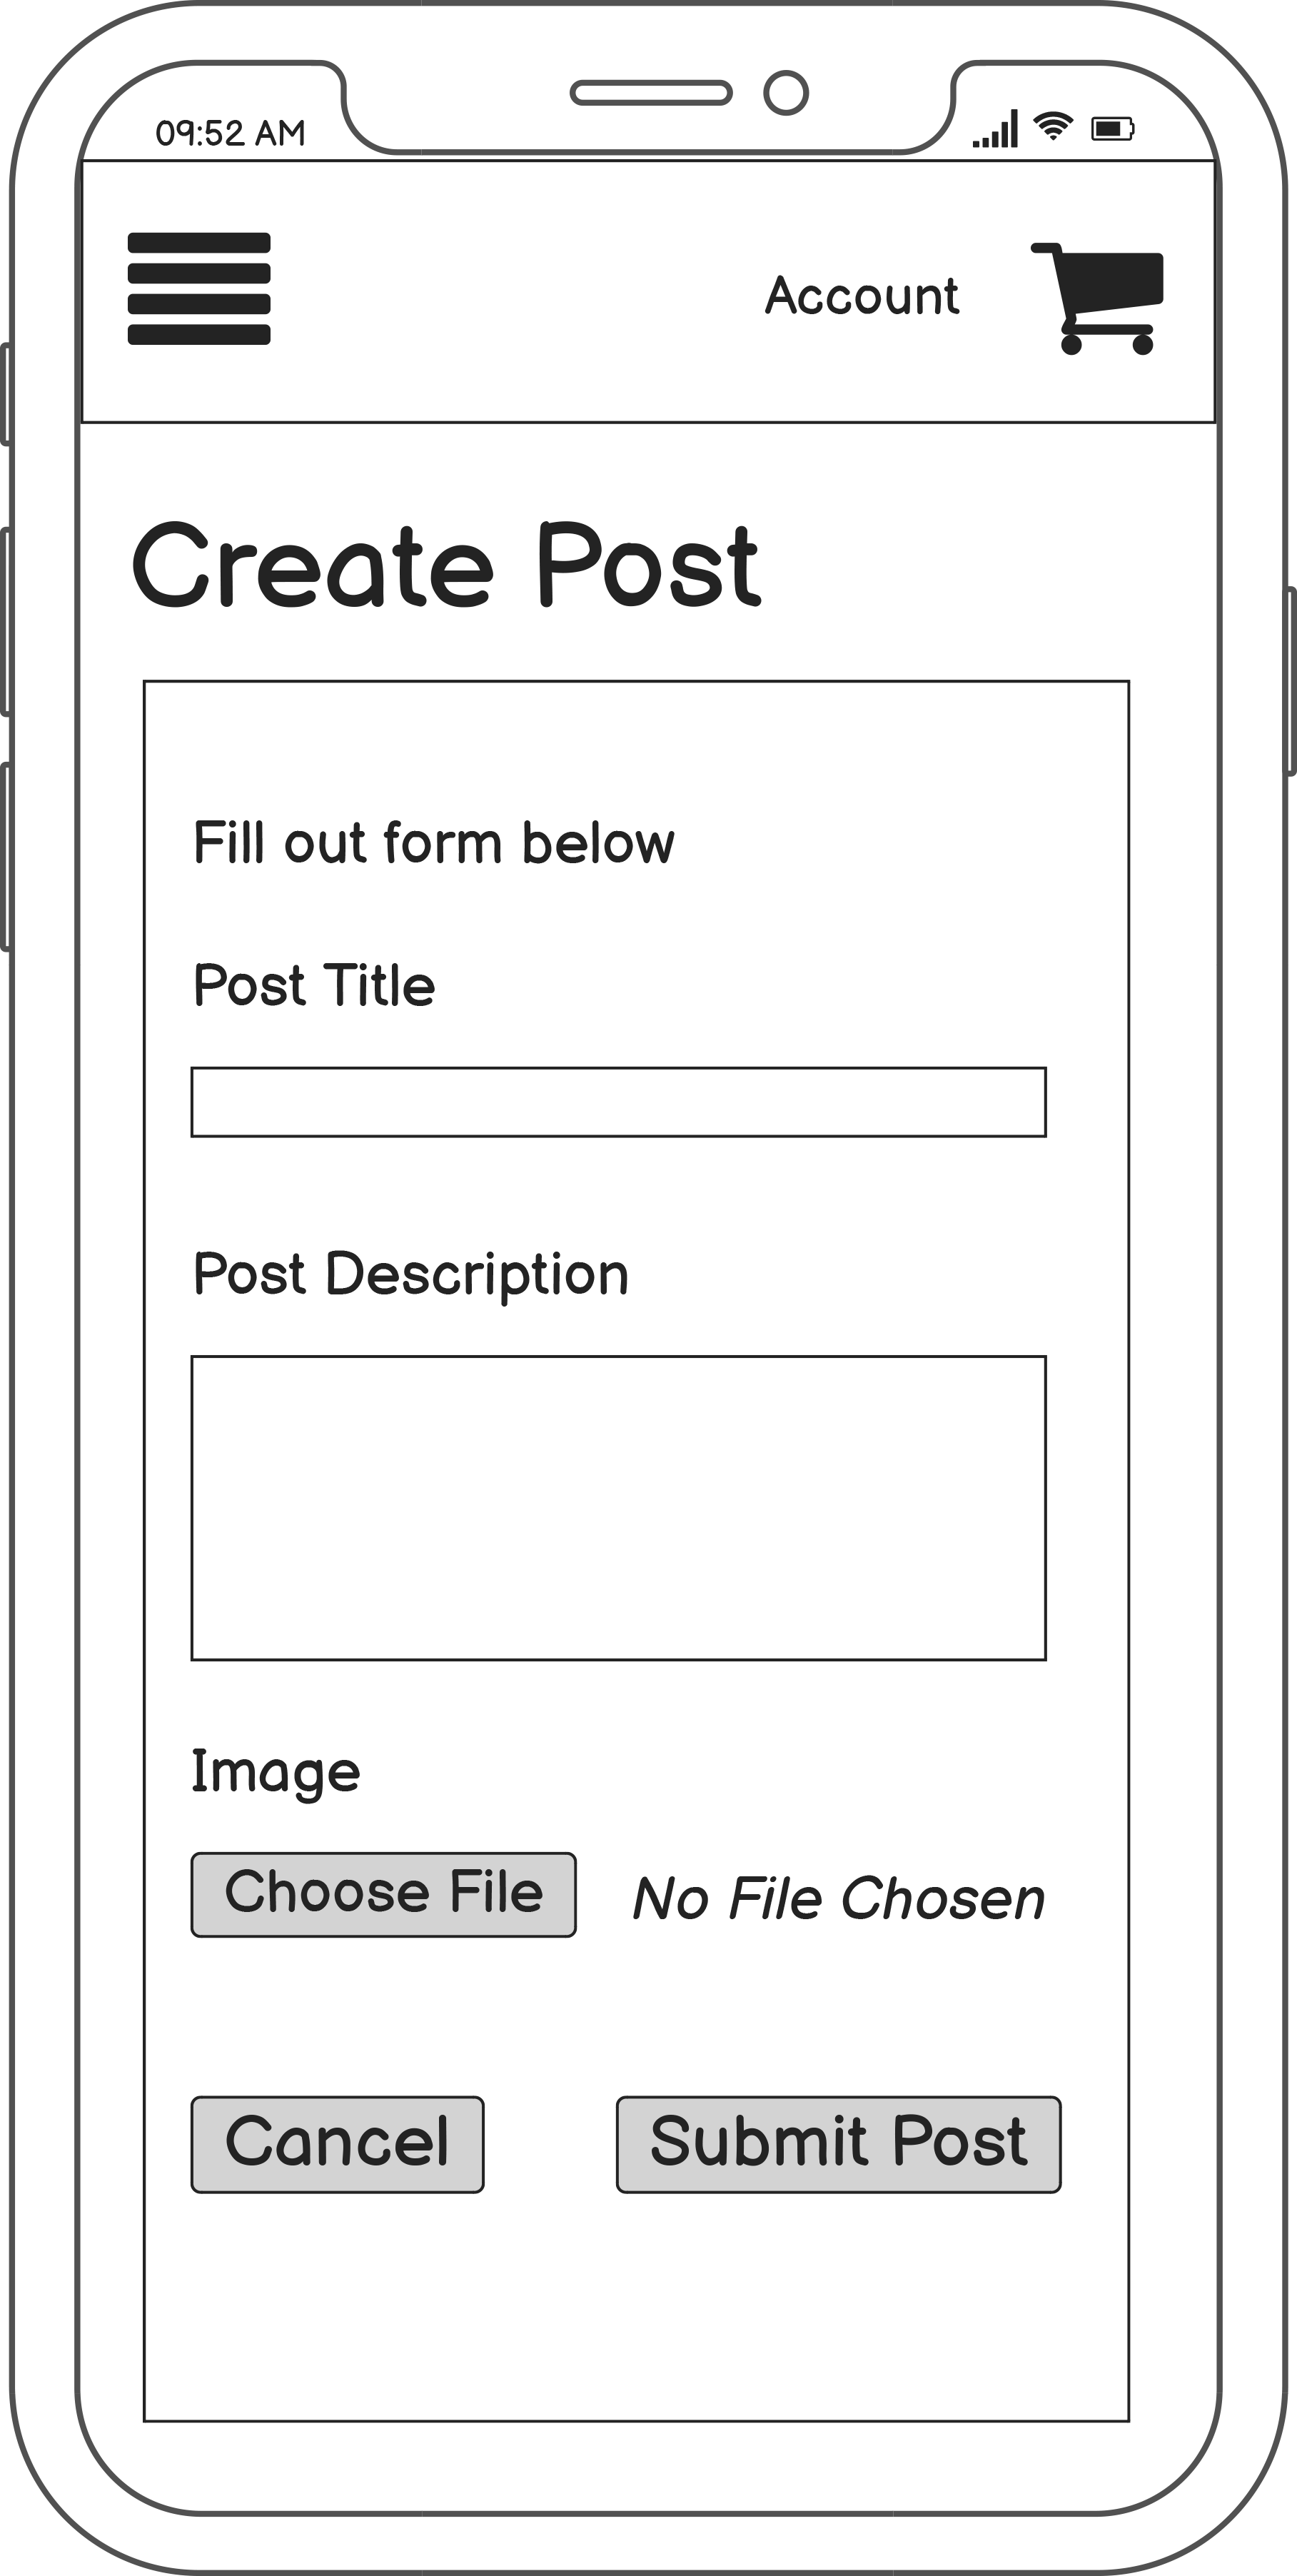 09:52 AM
Account
Create Post
Fill out form below
Post Title
Post Description
Image
Choose File No File Chosen
Cancel Submit Post